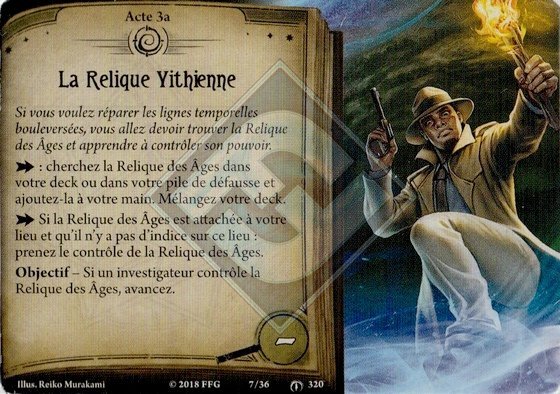 Acte 3a
La Relique Yithienne
Si vous voulez réparer les lignes temporelles
bouleversées, vous allez devoir trouver la Relique
des Âges et apprendre à contrôler son pouvoir.
: cherchez la Relique des Âges dans
votre deck ou dans votre pile de défausse et
ajoutez-la à votre main. Mélangez votre deck.
Si la Relique des Âges est attachée à votre
lieu et qu'il n'y a pas d'indice sur ce lieu :
prenez le contrôle de la Relique des Âges.
Objectif – Si un investigateur contrôle la
Relique des Âges, avancez.
-
Illus. Reiko Murakami © 2018 FFG 7/36 320